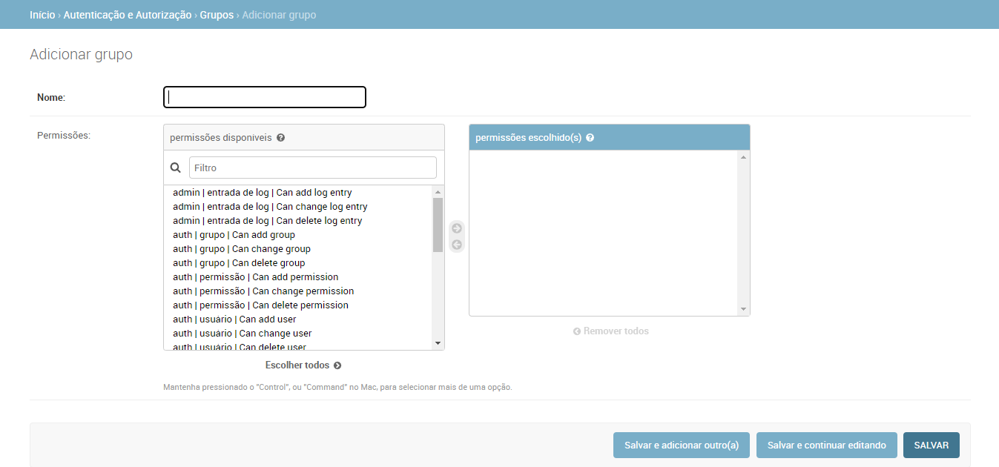 Início › Autenticação e Autorização › Grupos › Adicionar grupo
Adicionar grupo
Nome:
Permissões:
permissões disponíveis
permissões escolhido(s)
Filtro
admin | entrada de log | Can add log entry
admin | entrada de log | Can change log entry
admin | entrada de log | Can delete log entry
auth | grupo | Can add group
auth | grupo | Can change group
auth | grupo | Can delete group
auth | permissão | Can add permission
auth | permissão | Can change permission
auth | permissão | Can delete permission
auth | usuário | Can add user
auth | usuário | Can change user
auth | usuário | Can delete user
Escolher todos
Remover todos
Mantenha pressionado o "Control", ou "Command" no Mac, para selecionar mais de uma opção.
Salvar e adicionar outro(a)
Salvar e continuar editando
SALVAR